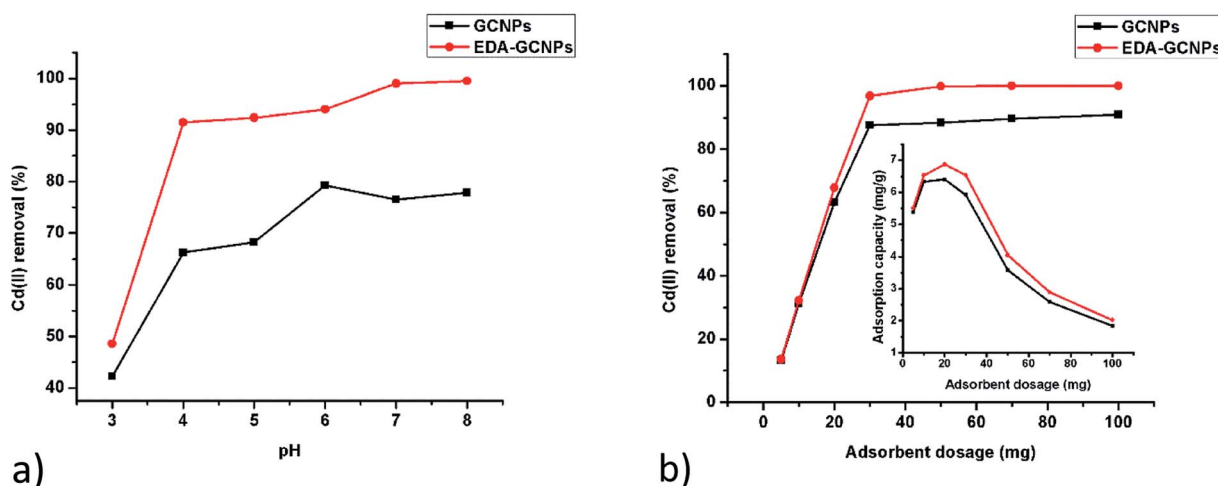 GCNPs
EDA-GCNPs
Cd(II) removal (%)
100
90
80
70
60
50
40
3 4 5 6 7 8
pH
a)
GCNPs
EDA-GCNPs
Cd(II) removal (%)
100
80
60
40
20
0
0 20 40 60 80 100
Adsorbent dosage (mg)
Adsorption capacity (mg/g)
7
6
5
4
3
2
1
0 20 40 60 80 100
Adsorbent dosage (mg)
b)